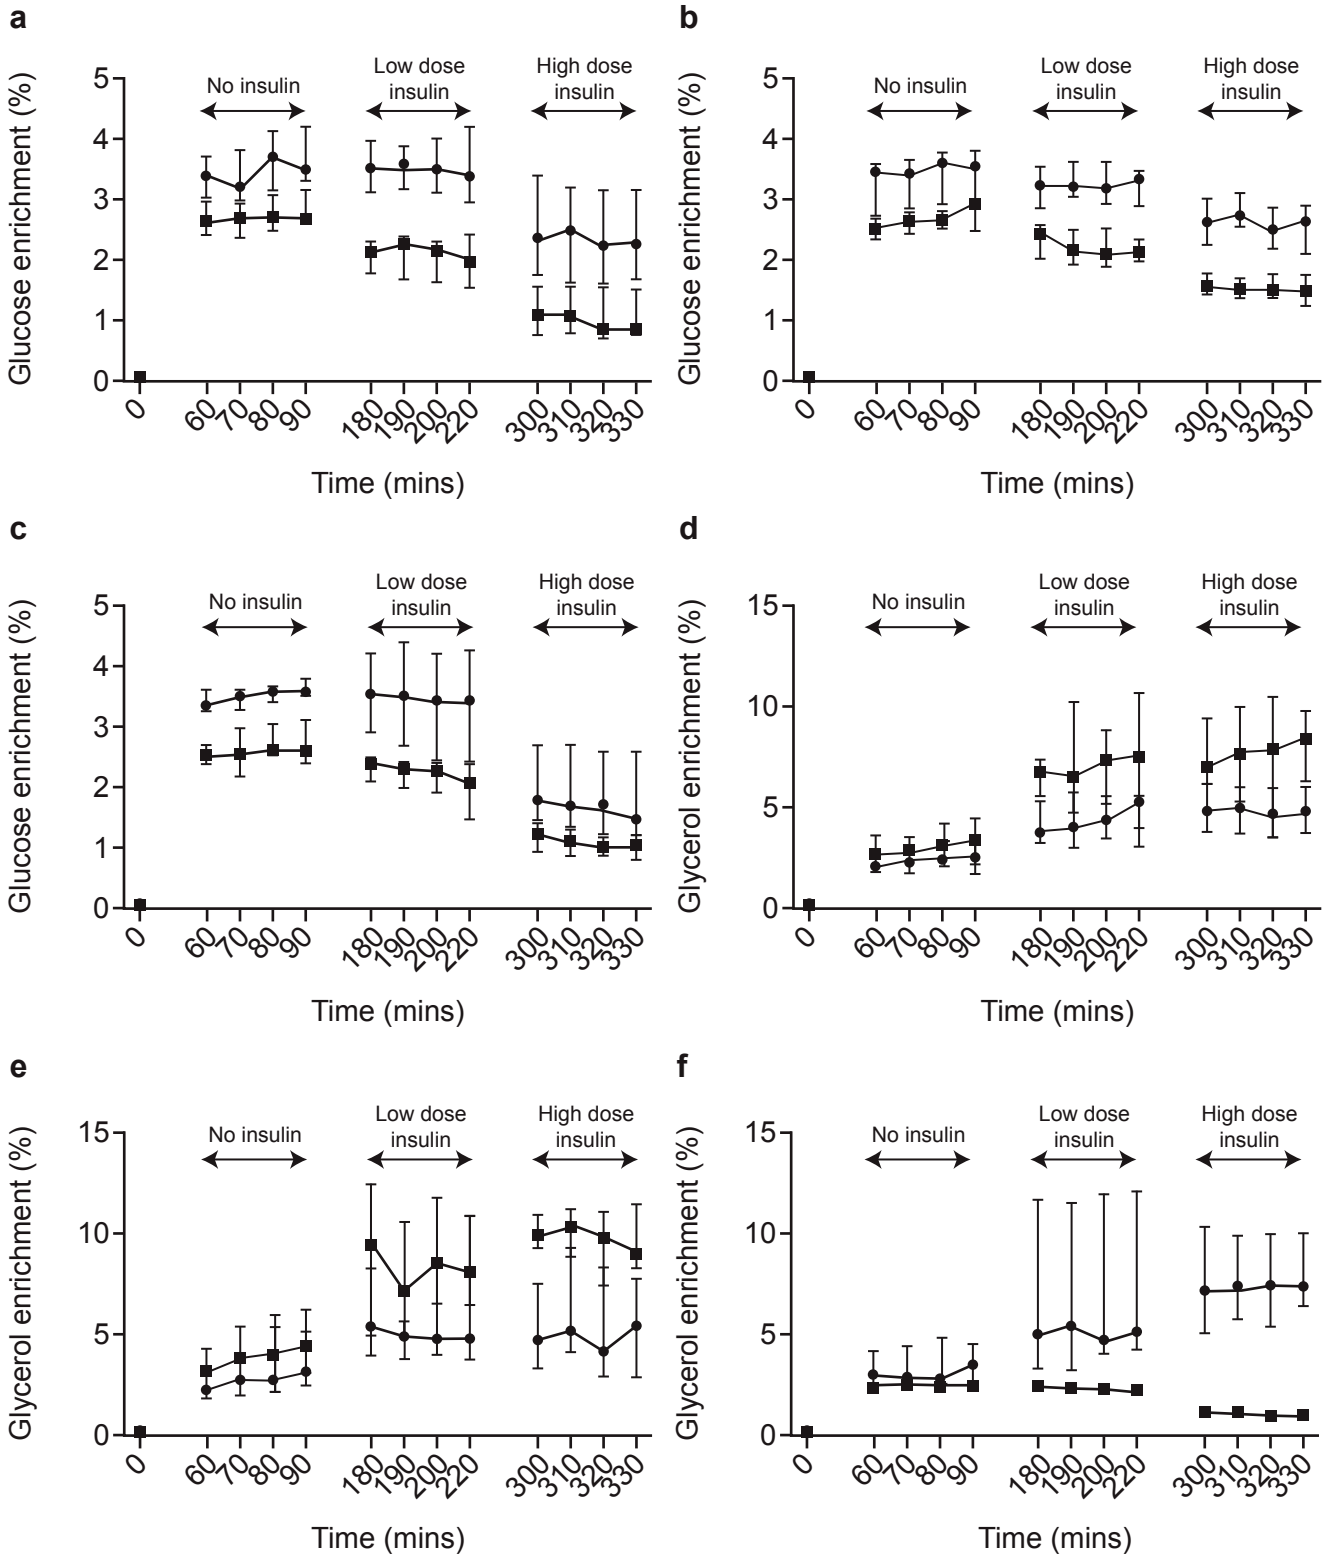 a
No insulin
Low dose
insulin
High dose
insulin
Glucose enrichment (%)
5
4
3
2
1
0
0 60 70 80 90 180 190 200 220 300 310 320 330
Time (mins)
b
No insulin
Low dose
insulin
High dose
insulin
Glucose enrichment (%)
5
4
3
2
1
0
0 60 70 80 90 180 190 200 220 300 310 320 330
Time (mins)
c
No insulin
Low dose
insulin
High dose
insulin
Glucose enrichment (%)
5
4
3
2
1
0
0 60 70 80 90 180 190 200 220 300 310 320 330
Time (mins)
d
No insulin
Low dose
insulin
High dose
insulin
Glycerol enrichment (%)
15
10
5
0
0 60 70 80 90 180 190 200 220 300 310 320 330
Time (mins)
e
No insulin
Low dose
insulin
High dose
insulin
Glycerol enrichment (%)
15
10
5
0
0 60 70 80 90 180 190 200 220 300 310 320 330
Time (mins)
f
No insulin
Low dose
insulin
High dose
insulin
Glycerol enrichment (%)
15
10
5
0
0 60 70 80 90 180 190 200 220 300 310 320 330
Time (mins)